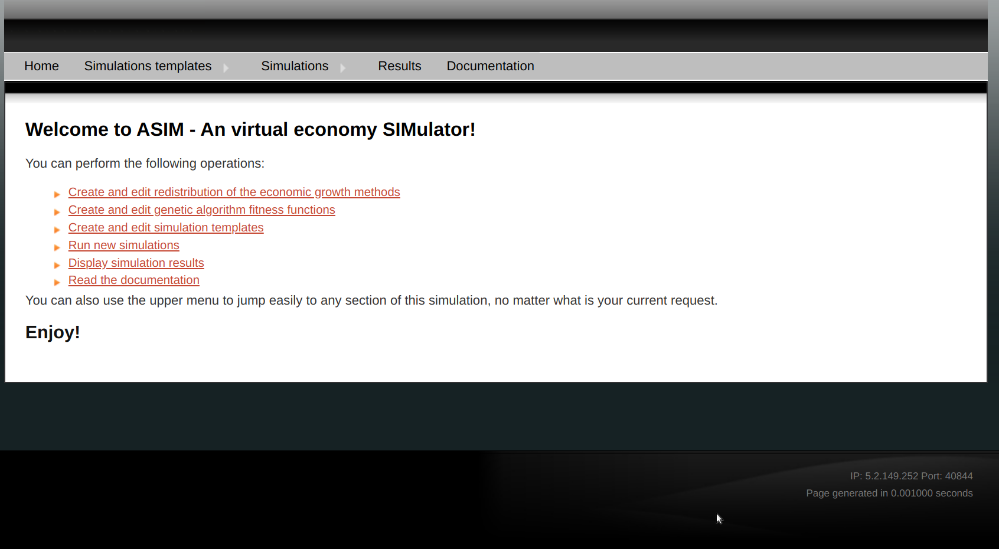 Home Simulations templates Simulations Results Documentation
Welcome to ASIM - An virtual economy SIMulator!
You can perform the following operations:
Create and edit redistribution of the economic growth methods
Create and edit genetic algorithm fitness functions
Create and edit simulation templates
Run new simulations
Display simulation results
Read the documentation
You can also use the upper menu to jump easily to any section of this simulation, no matter what is your current request.
Enjoy!
IP: 5.2.149.252 Port: 40844
Page generated in 0.001000 seconds